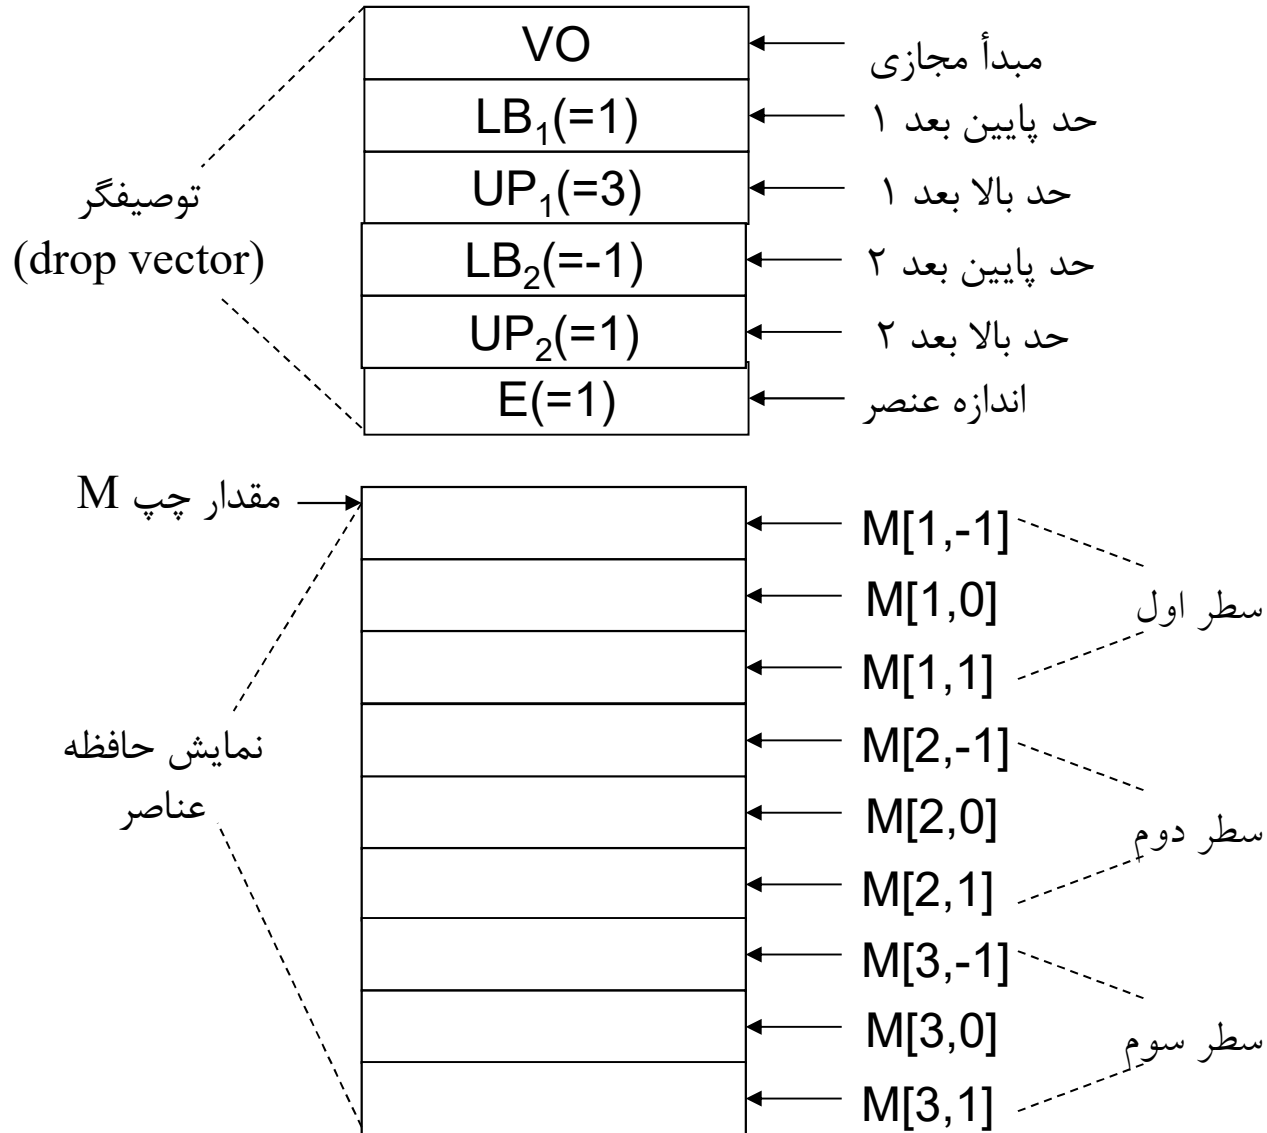 VO
مبدأ مجازی
LB₁(=1)
حد پایین بعد ۱
UP₁(=3)
حد بالا بعد ۱
توصیفگر
(drop vector)
LB₂(=-1)
حد پایین بعد ۲
UP₂(=1)
حد بالا بعد ۲
E(=1)
اندازه عنصر
مقدار چپ M
M[1,-1]
M[1,0]
سطر اول
M[1,1]
نمایش حافظه
عناصر
M[2,-1]
M[2,0]
سطر دوم
M[2,1]
M[3,-1]
M[3,0]
سطر سوم
M[3,1]